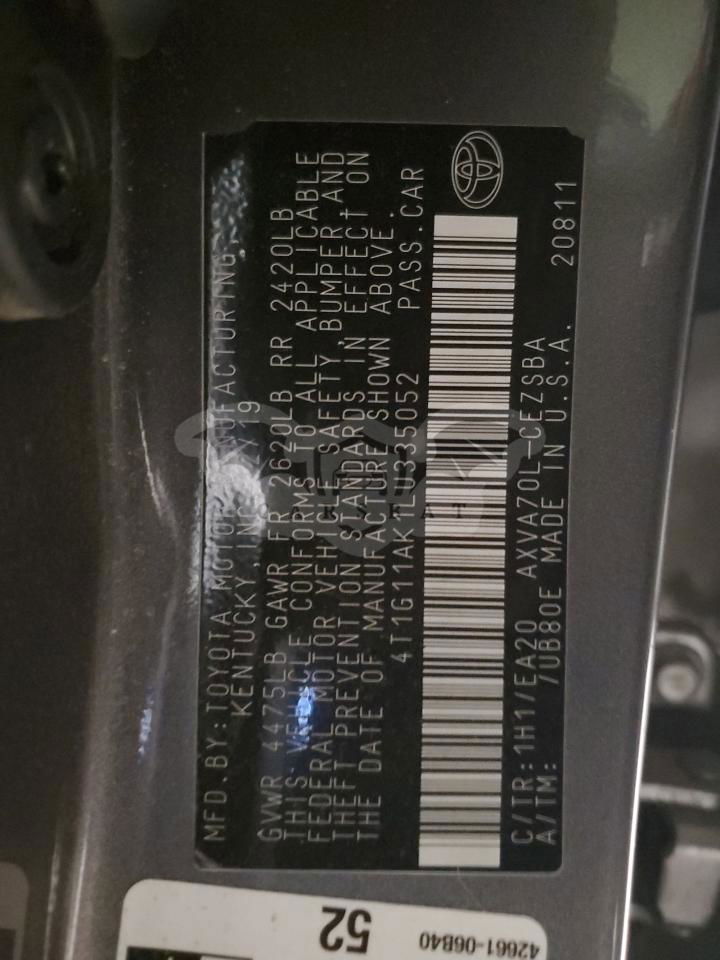 MFD.BY:TOYOTA MOTOR MANUFACTURING,
KENTUCKY,INC. /19
GVWR 4475LB GAWR FR 2620LB RR 2420LB
THIS VEHICLE CONFORMS TO ALL APPLICABLE
FEDERAL MOTOR VEHICLE SAFETY,BUMPER,AND
THEFT PREVENTION STANDARDS IN EFFECT ON
THE DATE OF MANUFACTURE SHOWN ABOVE.
4T1G11AK1LU335052 PASS.CAR
C/TR:1H1/EA20 AXVA70L-CEZSBA
A/TM: /UB80E MADE IN U.S.A. 20811
52
42661-06B40